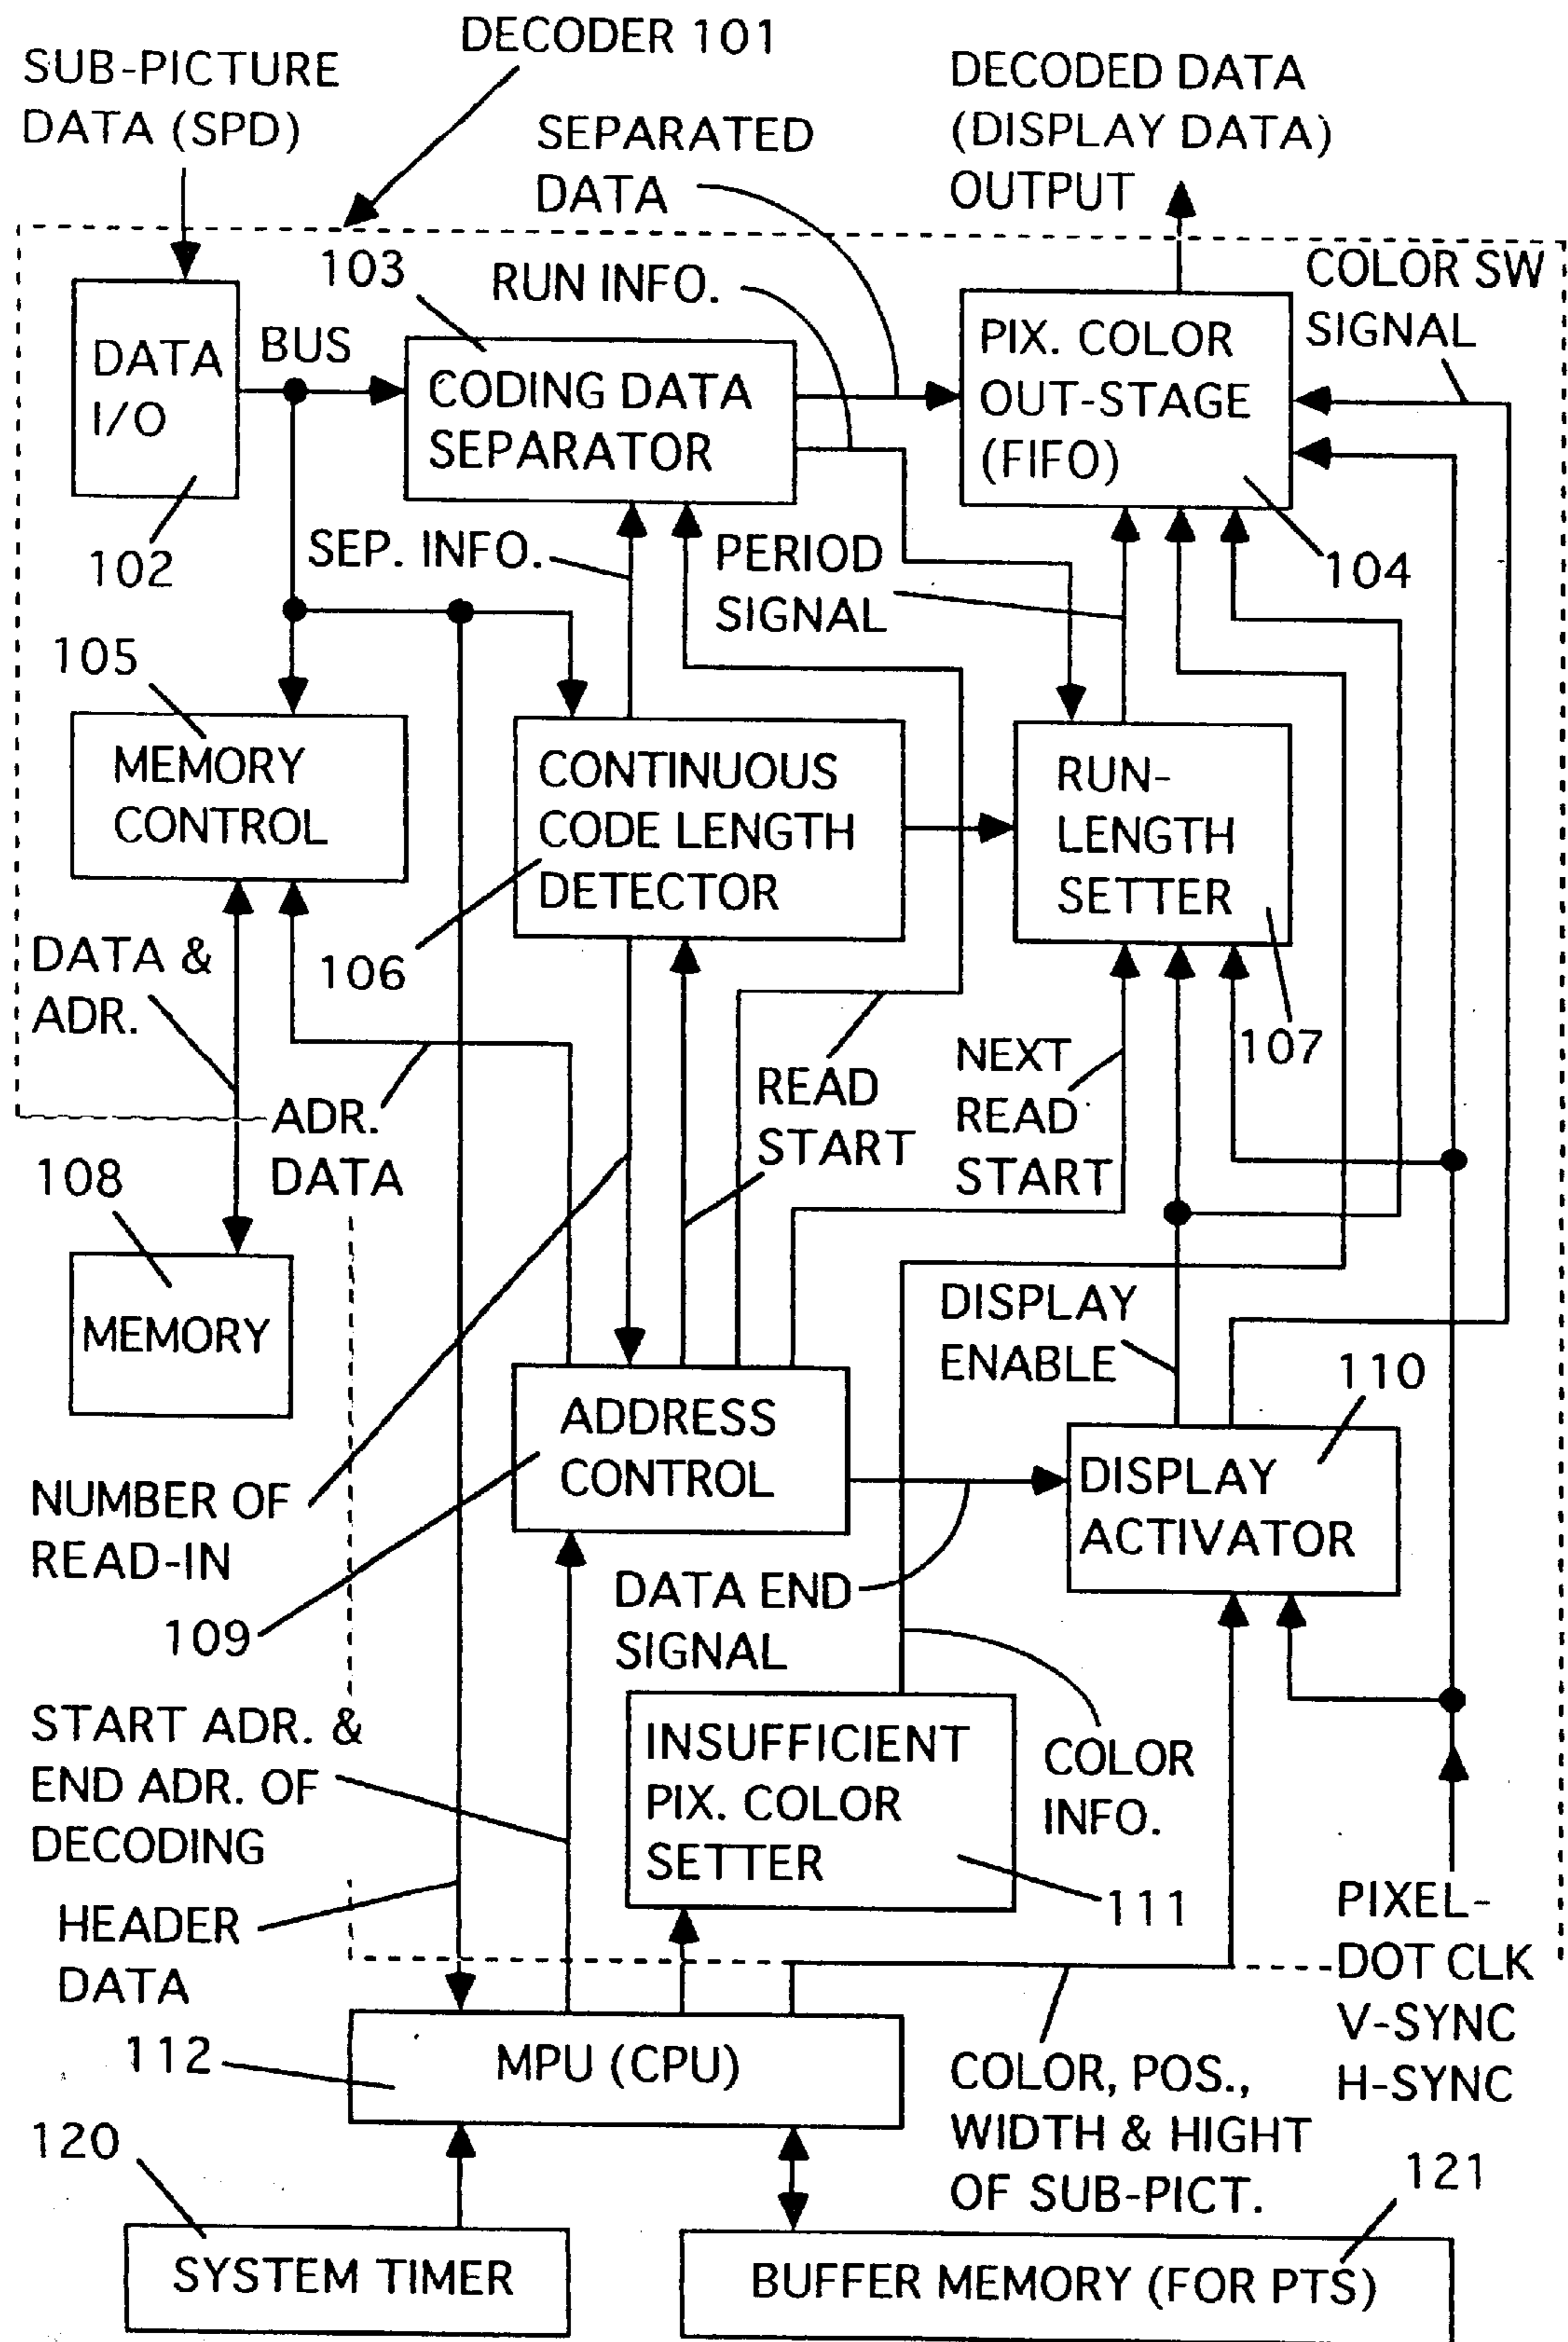 DECODER 101
SUB-PICTURE
DATA (SPD)
SEPARATED
DATA
DECODED DATA
(DISPLAY DATA)
OUTPUT
103
RUN INFO.
COLOR SW
SIGNAL
DATA
I/O
BUS
CODING DATA
SEPARATOR
PIX. COLOR
OUT-STAGE
(FIFO)
102
SEP. INFO.
PERIOD
SIGNAL
104
105
MEMORY
CONTROL
CONTINUOUS
CODE LENGTH
DETECTOR
RUN-
LENGTH
SETTER
DATA &
ADR.
106
107
READ
START
NEXT
READ
START
ADR.
DATA
108
MEMORY
DISPLAY
ENABLE
110
ADDRESS
CONTROL
DISPLAY
ACTIVATOR
NUMBER OF
READ-IN
109
DATA END
SIGNAL
START ADR. &
END ADR. OF
DECODING
INSUFFICIENT
PIX. COLOR
SETTER
COLOR
INFO.
111
HEADER
DATA
PIXEL-
DOT CLK
V-SYNC
H-SYNC
112
MPU (CPU)
COLOR, POS.,
WIDTH & HIGHT
OF SUB-PICT.
120
121
SYSTEM TIMER
BUFFER MEMORY (FOR PTS)